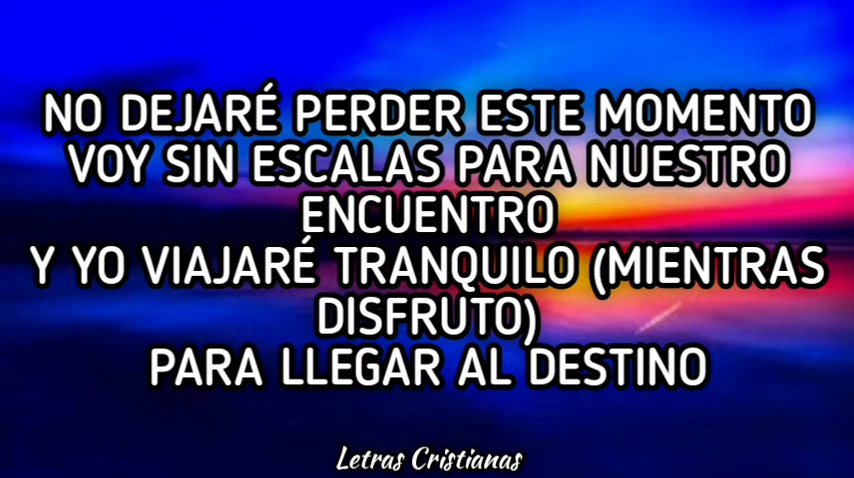 NO DEJARÉ PERDER ESTE MOMENTO
VOY SIN ESCALAS PARA NUESTRO
ENCUENTRO
Y YO VIAJARÉ TRANQUILO (MIENTRAS
DISFRUTO)
PARA LLEGAR AL DESTINO
Letras Cristianas